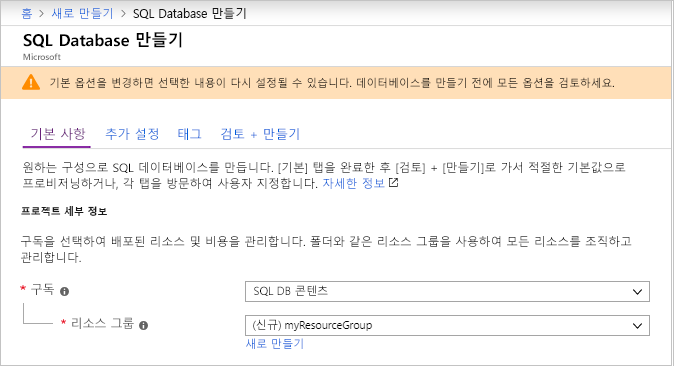 홈 > 새로 만들기 > SQL Database 만들기
SQL Database 만들기
Microsoft
기본 옵션을 변경하면 선택한 내용이 다시 설정될 수 있습니다. 데이터베이스를 만들기 전에 모든 옵션을 검토하세요.
기본 사항 추가 설정 태그 검토 + 만들기
원하는 구성으로 SQL 데이터베이스를 만듭니다. [기본] 탭을 완료한 후 [검토] + [만들기]로 가서 적절한 기본값으로
프로비저닝하거나, 각 탭을 방문하여 사용자 지정합니다. 자세한 정보
프로젝트 세부 정보
구독을 선택하여 배포된 리소스 및 비용을 관리합니다. 폴더와 같은 리소스 그룹을 사용하여 모든 리소스를 조직하고
관리합니다.
* 구독 SQL DB 콘텐츠
* 리소스 그룹 (신규) myResourceGroup
새로 만들기